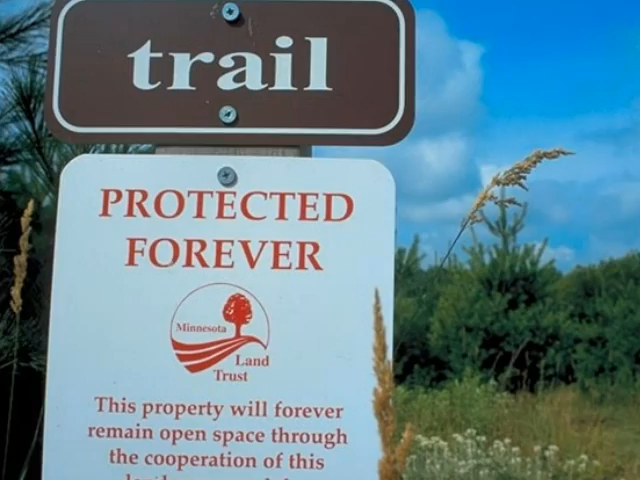 trail
PROTECTED
FOREVER
Minnesota
Land
Trust
This property will forever
remain open space through
the cooperation of this